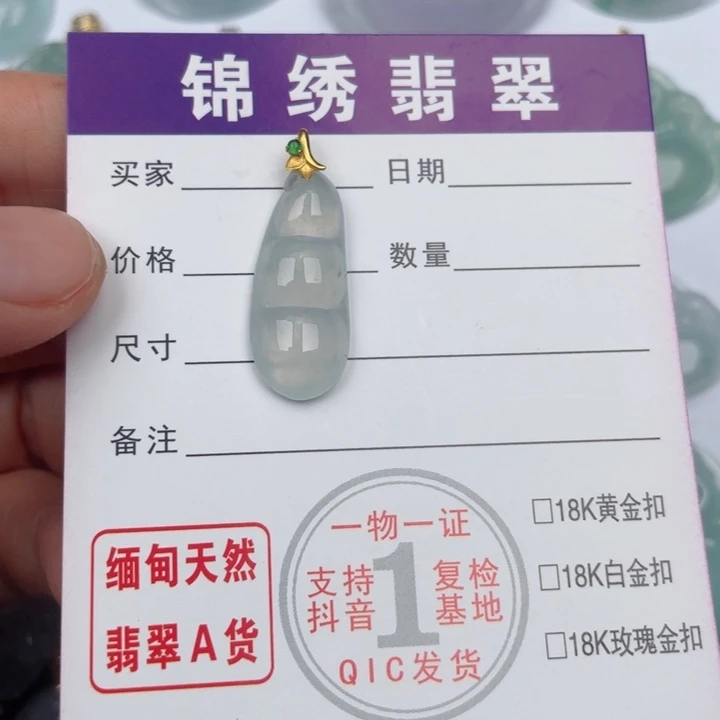 锦绣翡翠
买家 日期
价格 数量
尺寸
备注
缅甸天然
翡翠A货
一物一证
支持 复检
1
抖音 基地
QIC发货
□18K黄金扣
□18K白金扣
□18K玫瑰金扣